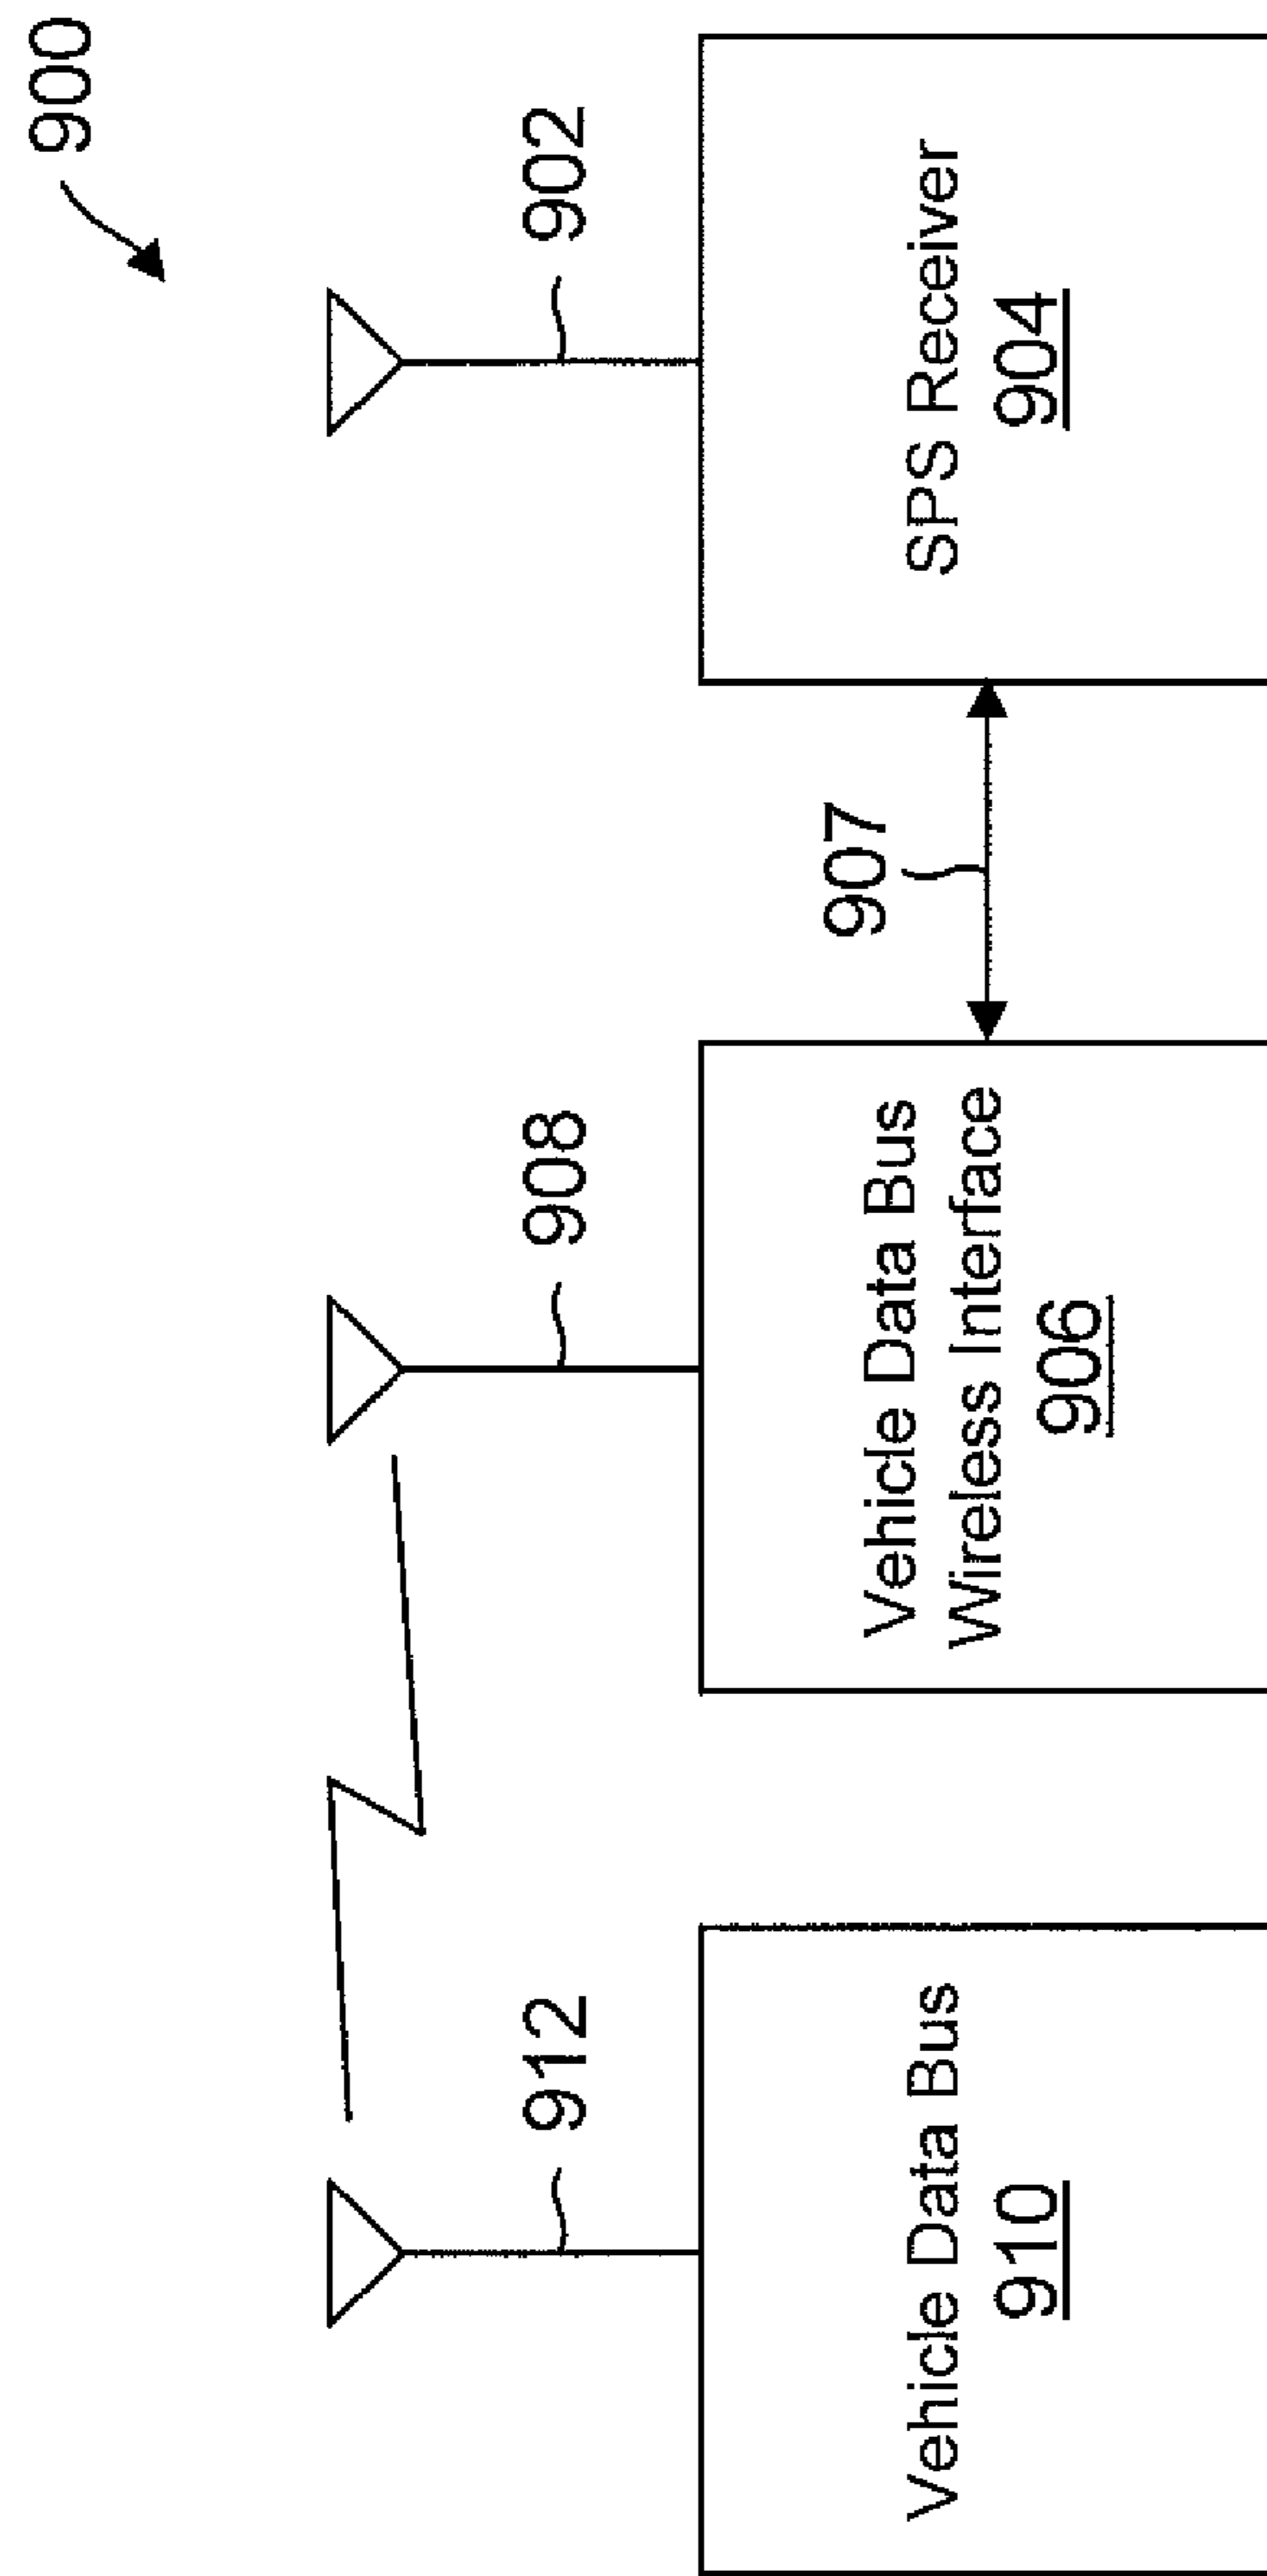 900
912
908
902
907
Vehicle Data Bus
910
Vehicle Data Bus
Wireless Interface
906
SPS Receiver
904